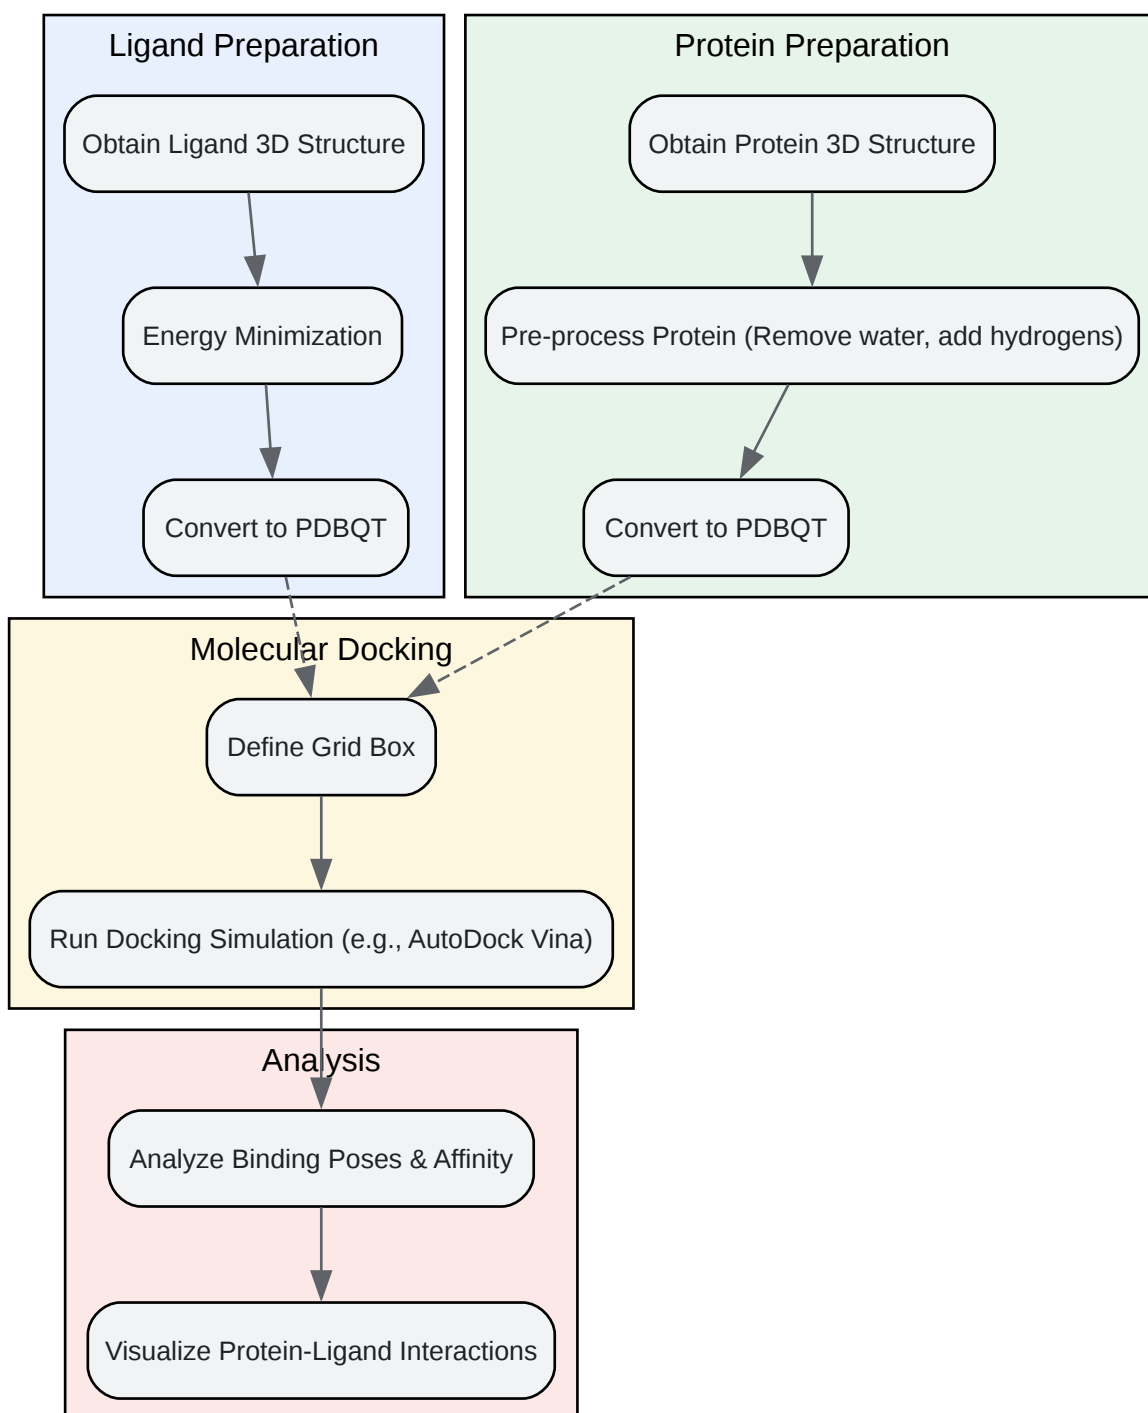 Ligand Preparation
Obtain Ligand 3D Structure
Energy Minimization
Convert to PDBQT
Protein Preparation
Obtain Protein 3D Structure
Pre-process Protein (Remove water, add hydrogens)
Convert to PDBQT
Molecular Docking
Define Grid Box
Run Docking Simulation (e.g., AutoDock Vina)
Analysis
Analyze Binding Poses & Affinity
Visualize Protein-Ligand Interactions